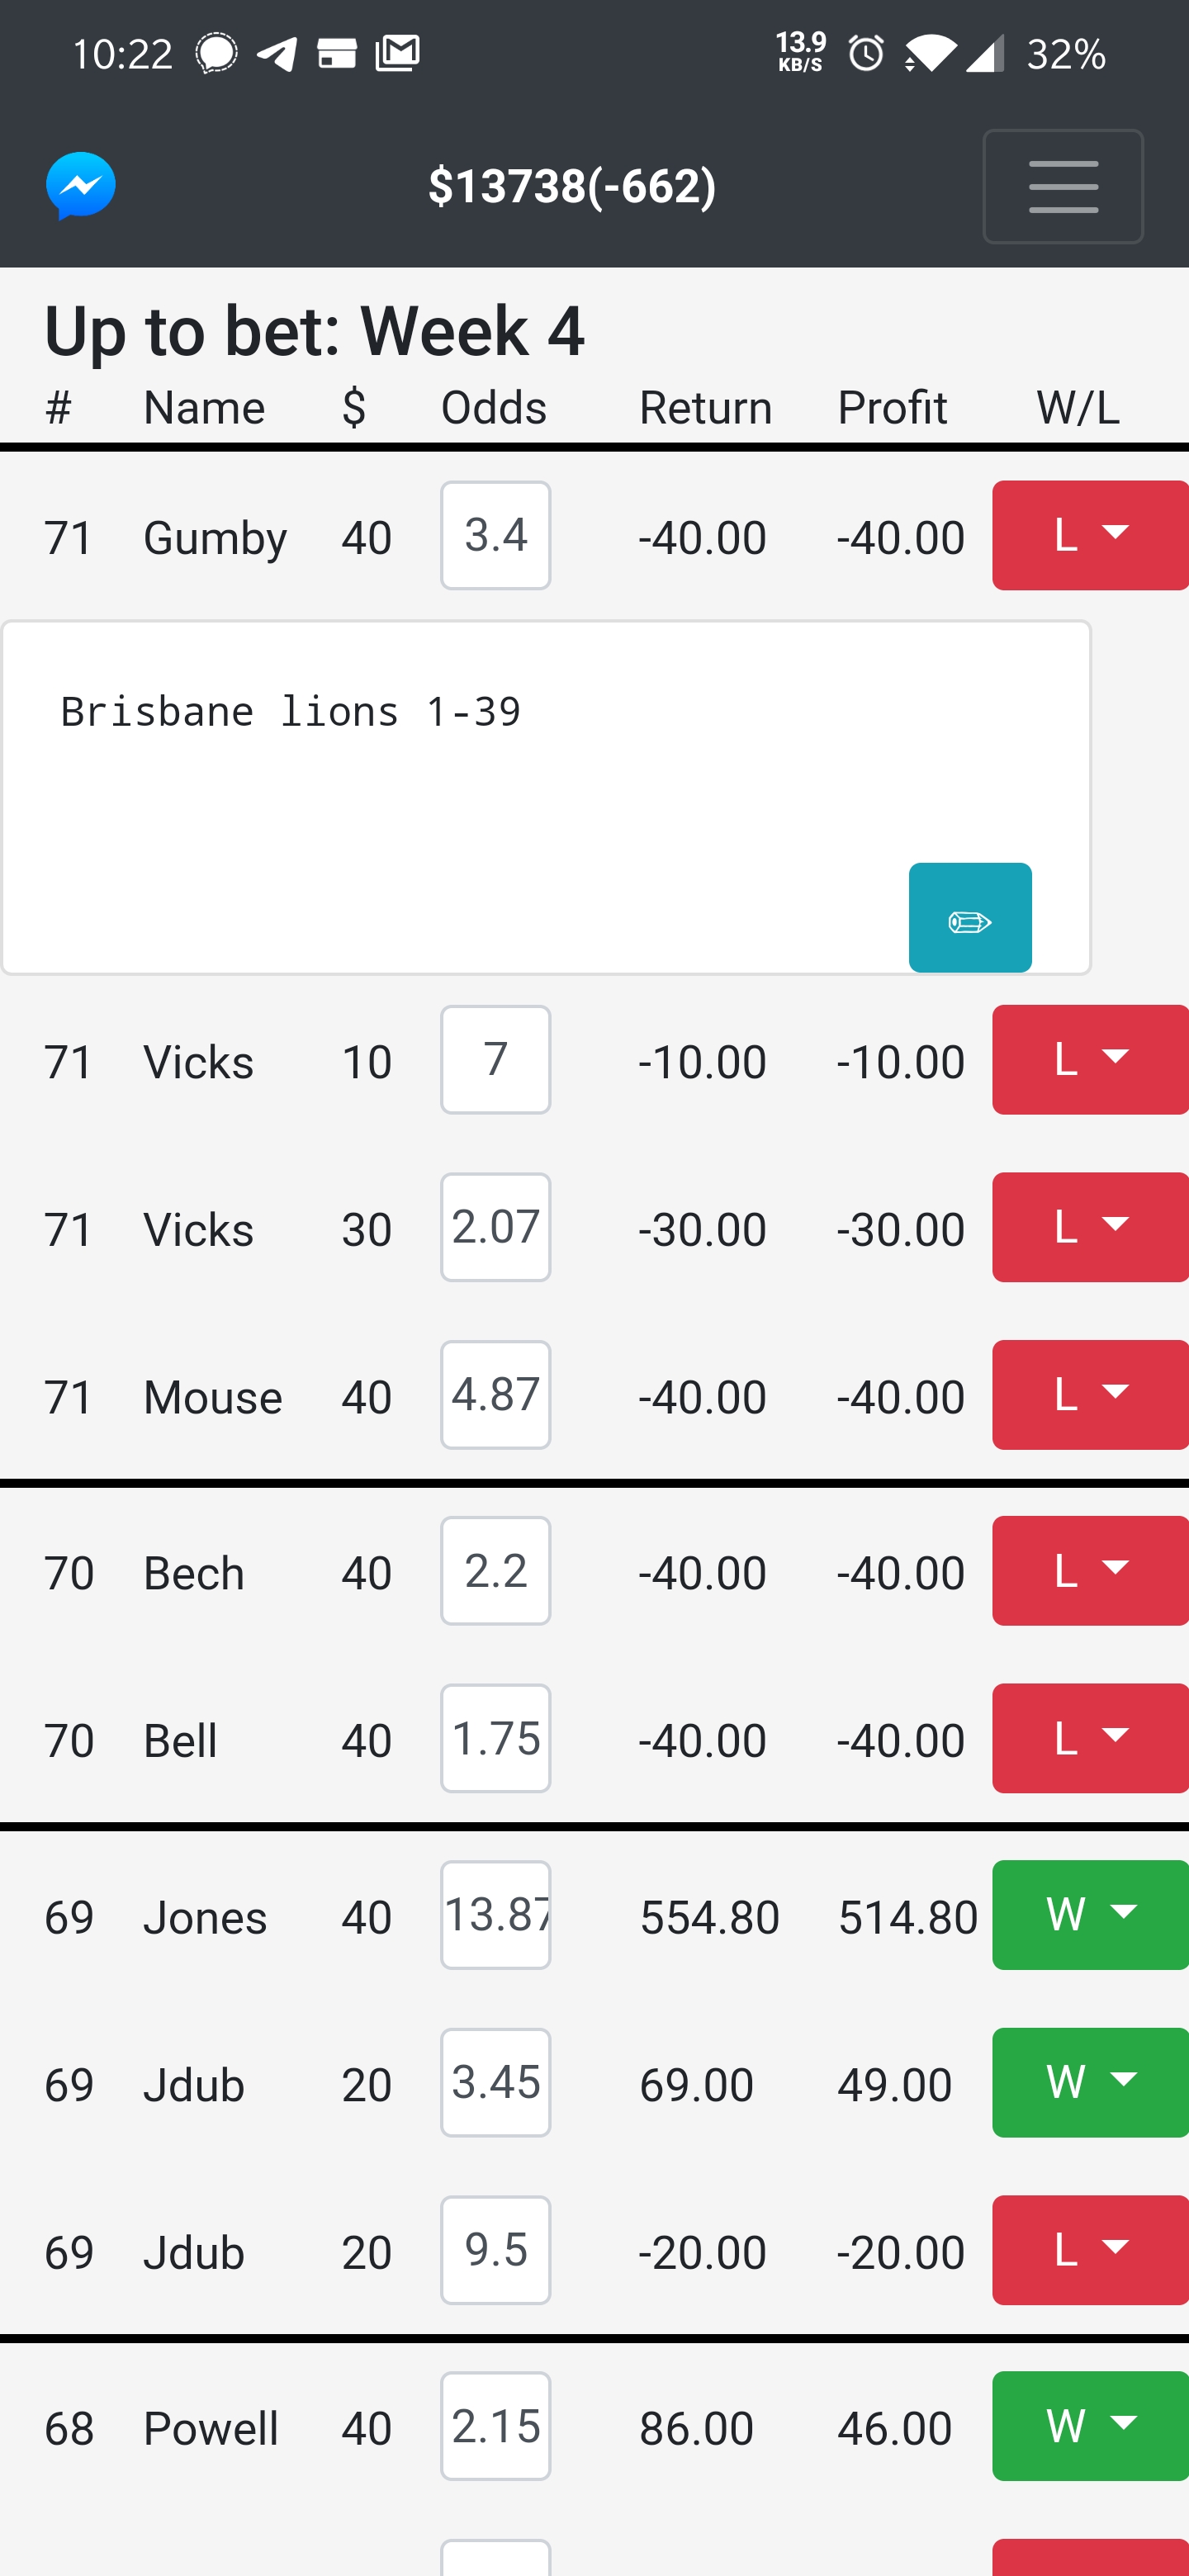 10:22 13.9 KB/S 32%
$13738(-662)
Up to bet: Week 4
# Name $ Odds Return Profit W/L
71 Gumby 40 3.4 -40.00 -40.00 L
Brisbane lions 1-39
71 Vicks 10 7 -10.00 -10.00 L
71 Vicks 30 2.07 -30.00 -30.00 L
71 Mouse 40 4.87 -40.00 -40.00 L
70 Bech 40 2.2 -40.00 -40.00 L
70 Bell 40 1.75 -40.00 -40.00 L
69 Jones 40 13.87 554.80 514.80 W
69 Jdub 20 3.45 69.00 49.00 W
69 Jdub 20 9.5 -20.00 -20.00 L
68 Powell 40 2.15 86.00 46.00 W